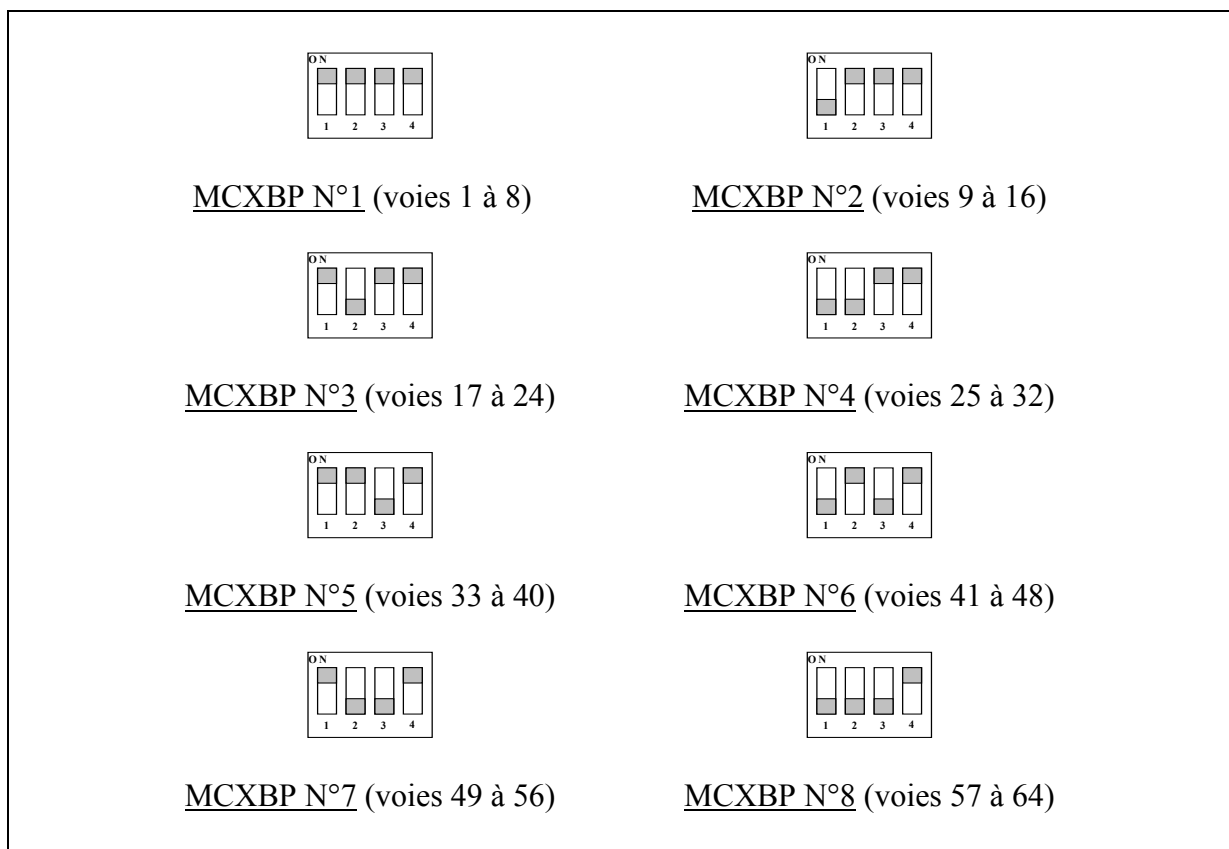 ON ON
1 2 3 4 1 2 3 4
MCXBP N°1 (voies 1 à 8) MCXBP N°2 (voies 9 à 16)
ON ON
1 2 3 4 1 2 3 4
MCXBP N°3 (voies 17 à 24) MCXBP N°4 (voies 25 à 32)
ON ON
1 2 3 4 1 2 3 4
MCXBP N°5 (voies 33 à 40) MCXBP N°6 (voies 41 à 48)
ON ON
1 2 3 4 1 2 3 4
MCXBP N°7 (voies 49 à 56) MCXBP N°8 (voies 57 à 64)